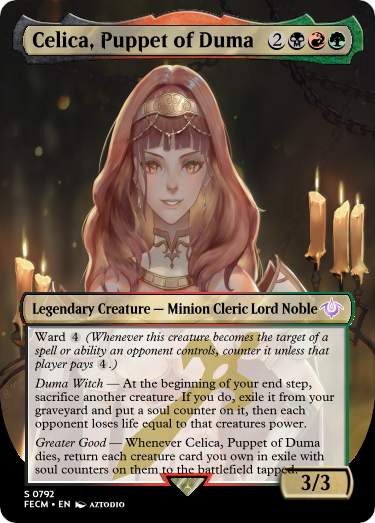 Celica, Puppet of Duma 2
Legendary Creature — Minion Cleric Lord Noble
Ward 4 (Whenever this creature becomes the target of a
spell or ability an opponent controls, counter it unless that
player pays 4.)
Duma Witch — At the beginning of your end step,
sacrifice another creature. If you do, exile it from your
graveyard and put a soul counter on it, then each
opponent loses life equal to that creatures power.
Greater Good — Whenever Celica, Puppet of Duma
dies, return each creature card you own in exile with
soul counters on them to the battlefield tapped.
3/3
S 0792
FECM • EN AZTODIO